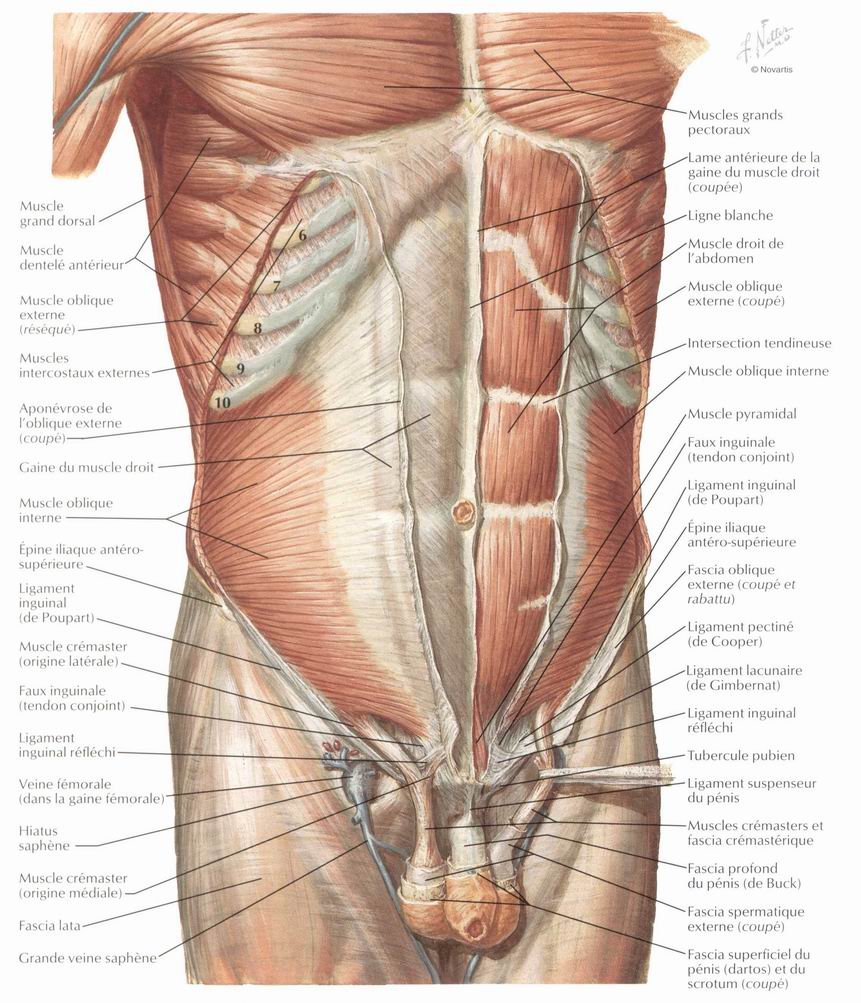 F. Netter
M.D.
© Novartis
Muscle
grand dorsal
Muscle
dentelé antérieur
Muscle oblique
externe
(résèqué)
Muscles
intercostaux externes
Aponévrose de
l'oblique externe
(coupé)
Gaine du muscle droit
Muscle oblique
interne
Épine iliaque antéro-
supérieure
Ligament
inguinal
(de Poupart)
Muscle crémaster
(origine latérale)
Faux inguinale
(tendon conjoint)
Ligament
inguinal réfléchi
Veine fémorale
(dans la gaine fémorale)
Hiatus
saphène
Muscle crémaster
(origine médiale)
Fascia lata
Grande veine saphène
6
7
8
9
10
Muscles grands
pectoraux
Lame antérieure de la
gaine du muscle droit
(coupée)
Ligne blanche
Muscle droit de
l'abdomen
Muscle oblique
externe (coupé)
Intersection tendineuse
Muscle oblique interne
Muscle pyramidal
Faux inguinale
(tendon conjoint)
Ligament inguinal
(de Poupart)
Épine iliaque
antéro-supérieure
Fascia oblique
externe (coupé et
rabattu)
Ligament pectiné
(de Cooper)
Ligament lacunaire
(de Gimbernat)
Ligament inguinal
réfléchi
Tubercule pubien
Ligament suspenseur
du pénis
Muscles crémasters et
fascia crémastérique
Fascia profond
du pénis (de Buck)
Fascia spermatique
externe (coupé)
Fascia superficiel du
pénis (dartos) et du
scrotum (coupé)